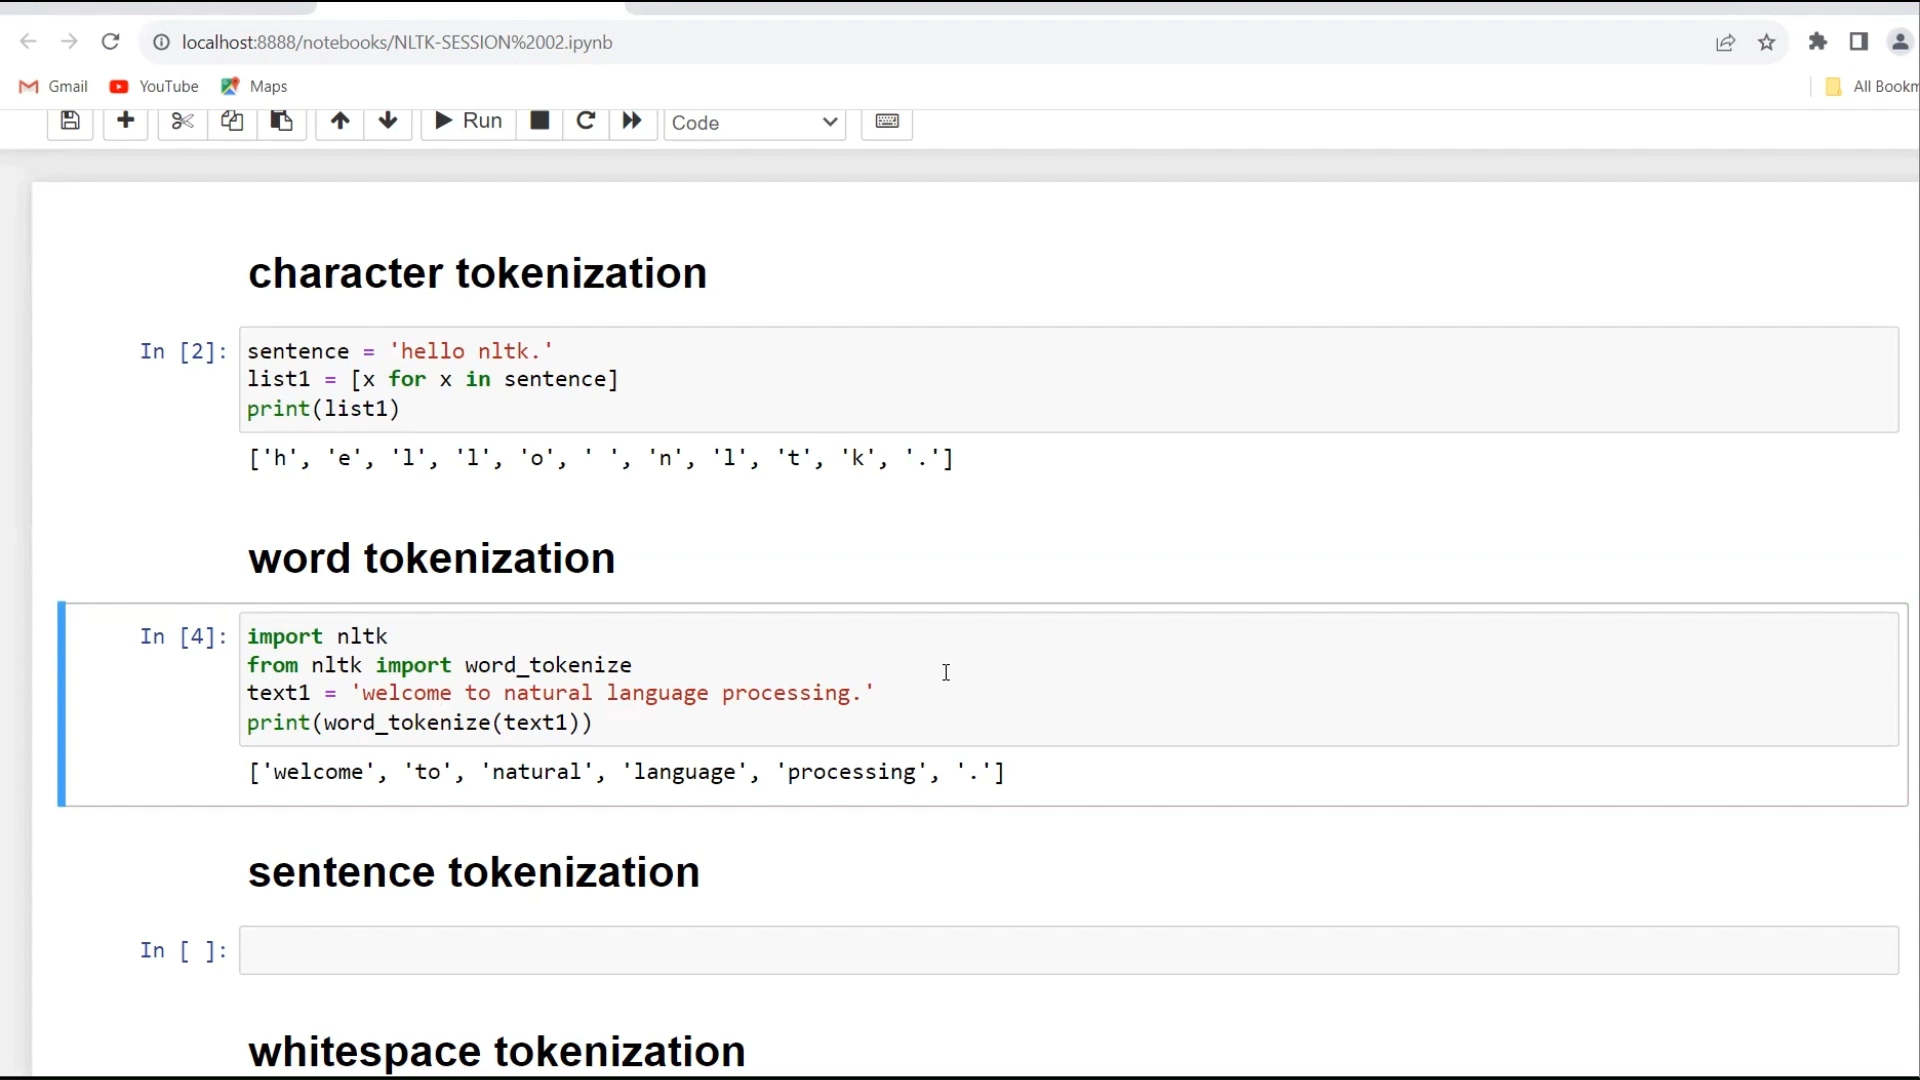 localhost:8888/notebooks/NLTK-SESSION%2002.ipynb
Gmail YouTube Maps All Bookm
Run Code
character tokenization
In [2]: sentence = 'hello nltk.'
list1 = [x for x in sentence]
print(list1)
['h', 'e', 'l', 'l', 'o', ' ', 'n', 'l', 't', 'k', '.']
word tokenization
In [4]: import nltk
from nltk import word_tokenize
text1 = 'welcome to natural language processing.'
print(word_tokenize(text1))
['welcome', 'to', 'natural', 'language', 'processing', '.']
sentence tokenization
In [ ]:
whitespace tokenization